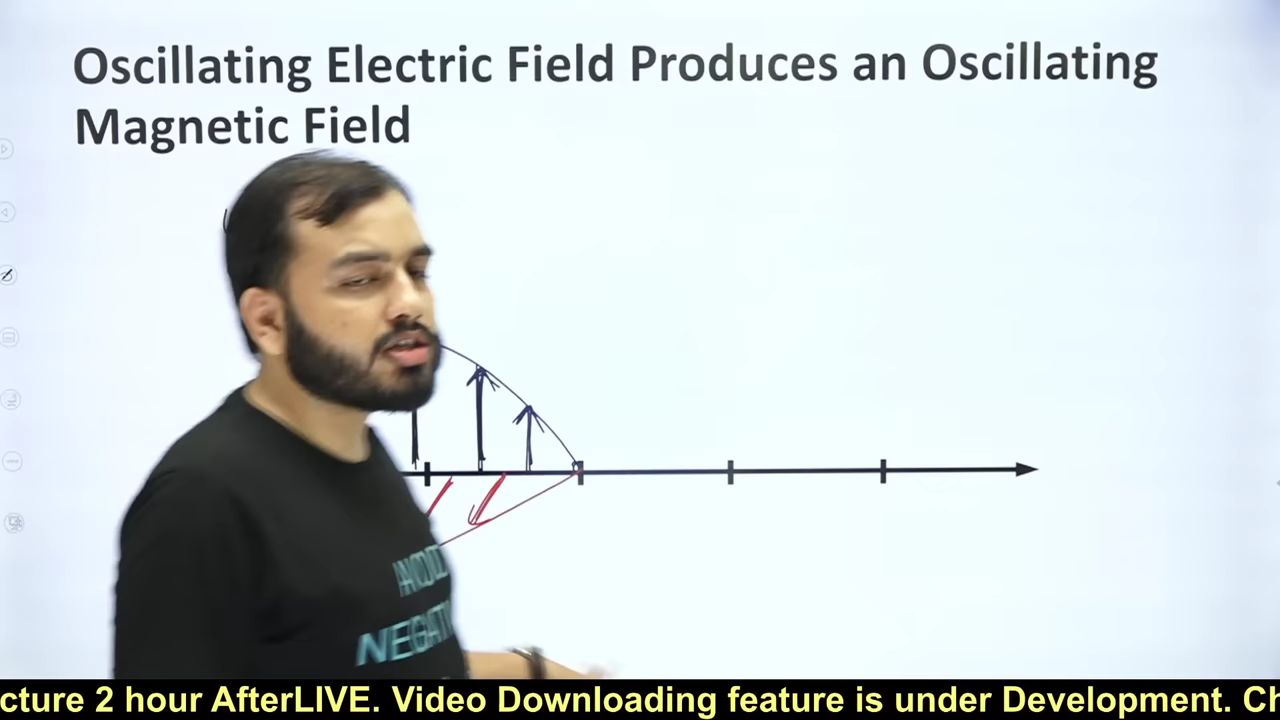 Oscillating Electric Field Produces an Oscillating
Magnetic Field
cture 2 hour AfterLIVE. Video Downloading feature is under Development. Ch